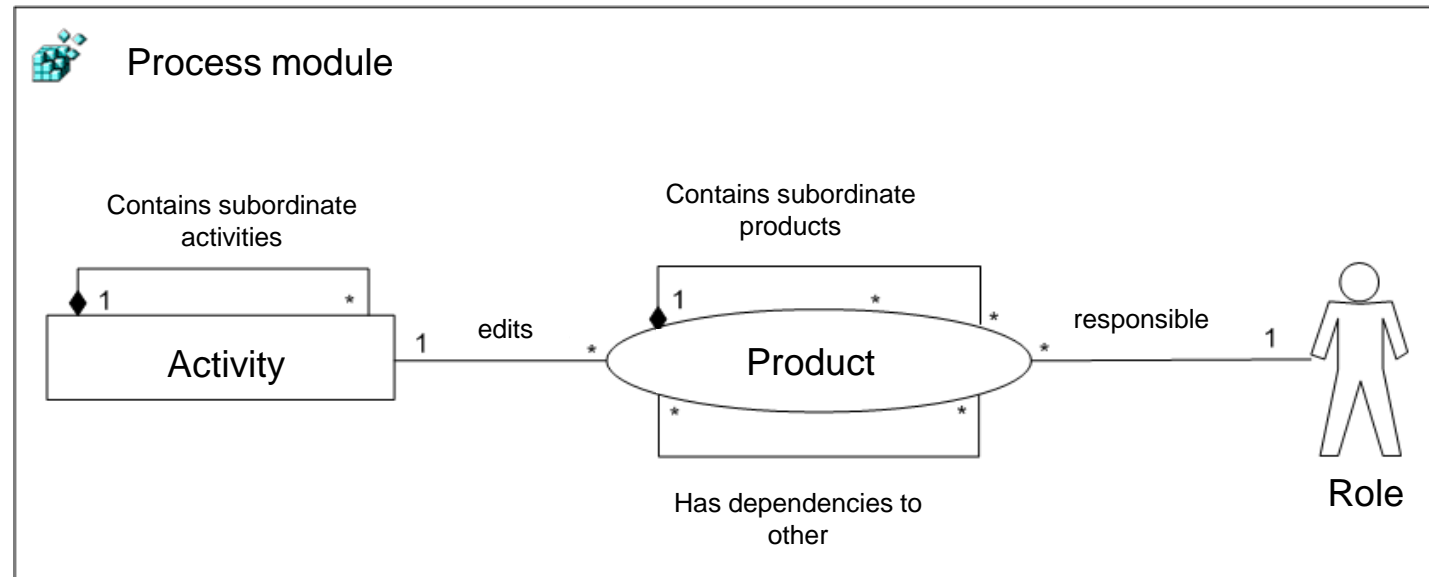 Process module
Contains subordinate
activities
Contains subordinate
products
1
*
1
*
*
Activity
1
edits
*
Product
*
responsible
1
*
*
Has dependencies to
other
Role